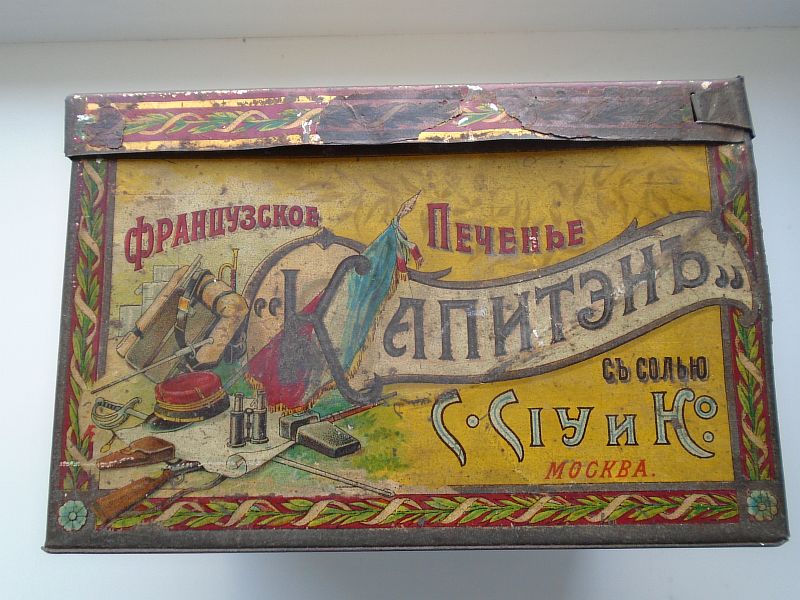 Французское Печенье
„Капитэнъ"
съ солью
С. Сіу и Ко.
Москва.